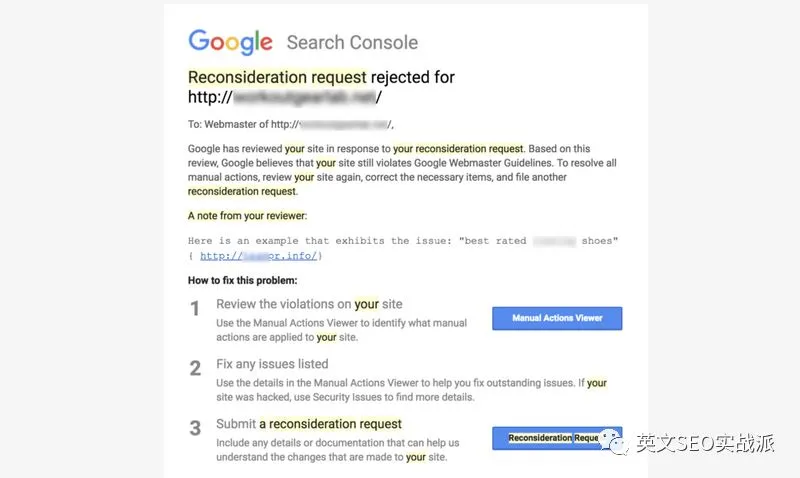 Google Search Console
Reconsideration request rejected for
http:// /
To: Webmaster of http:// /,
Google has reviewed your site in response to your reconsideration request. Based on this
review, Google believes that your site still violates Google Webmaster Guidelines. To resolve all
manual actions, review your site again, correct the necessary items, and file another
reconsideration request.
A note from your reviewer:
Here is an example that exhibits the issue: "best rated shoes"
( http:// pr.info/)
How to fix this problem:
1 Review the violations on your site
Use the Manual Actions Viewer to identify what manual
actions are applied to your site.
Manual Actions Viewer
2 Fix any issues listed
Use the details in the Manual Actions Viewer to help you fix outstanding issues. If your
site was hacked, use Security Issues to find more details.
3 Submit a reconsideration request
Include any details or documentation that can help us
understand the changes that are made to your site.
Reconsideration Reque
英文SEO实战派